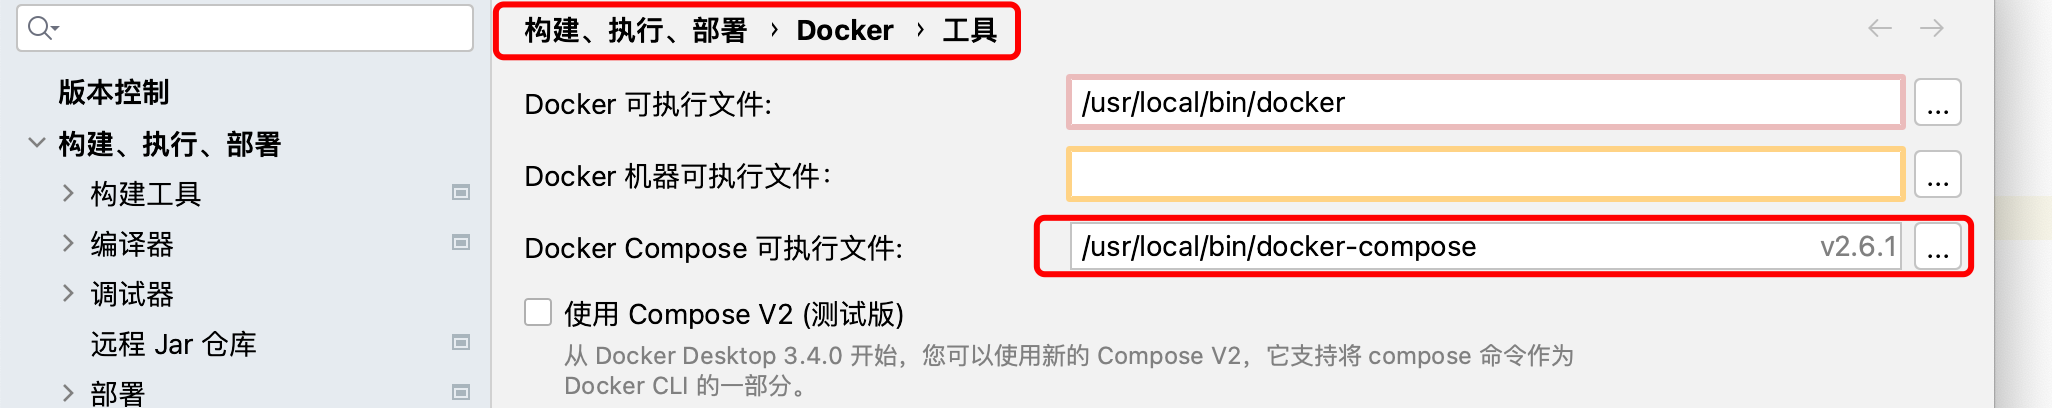 版本控制
构建、执行、部署
构建工具
编译器
调试器
远程 Jar 仓库
部署
构建、执行、部署 › Docker › 工具
Docker 可执行文件: /usr/local/bin/docker ...
Docker 机器可执行文件: ...
Docker Compose 可执行文件: /usr/local/bin/docker-compose v2.6.1 ...
使用 Compose V2 (测试版)
从 Docker Desktop 3.4.0 开始，您可以使用新的 Compose V2，它支持将 compose 命令作为
Docker CLI 的一部分。